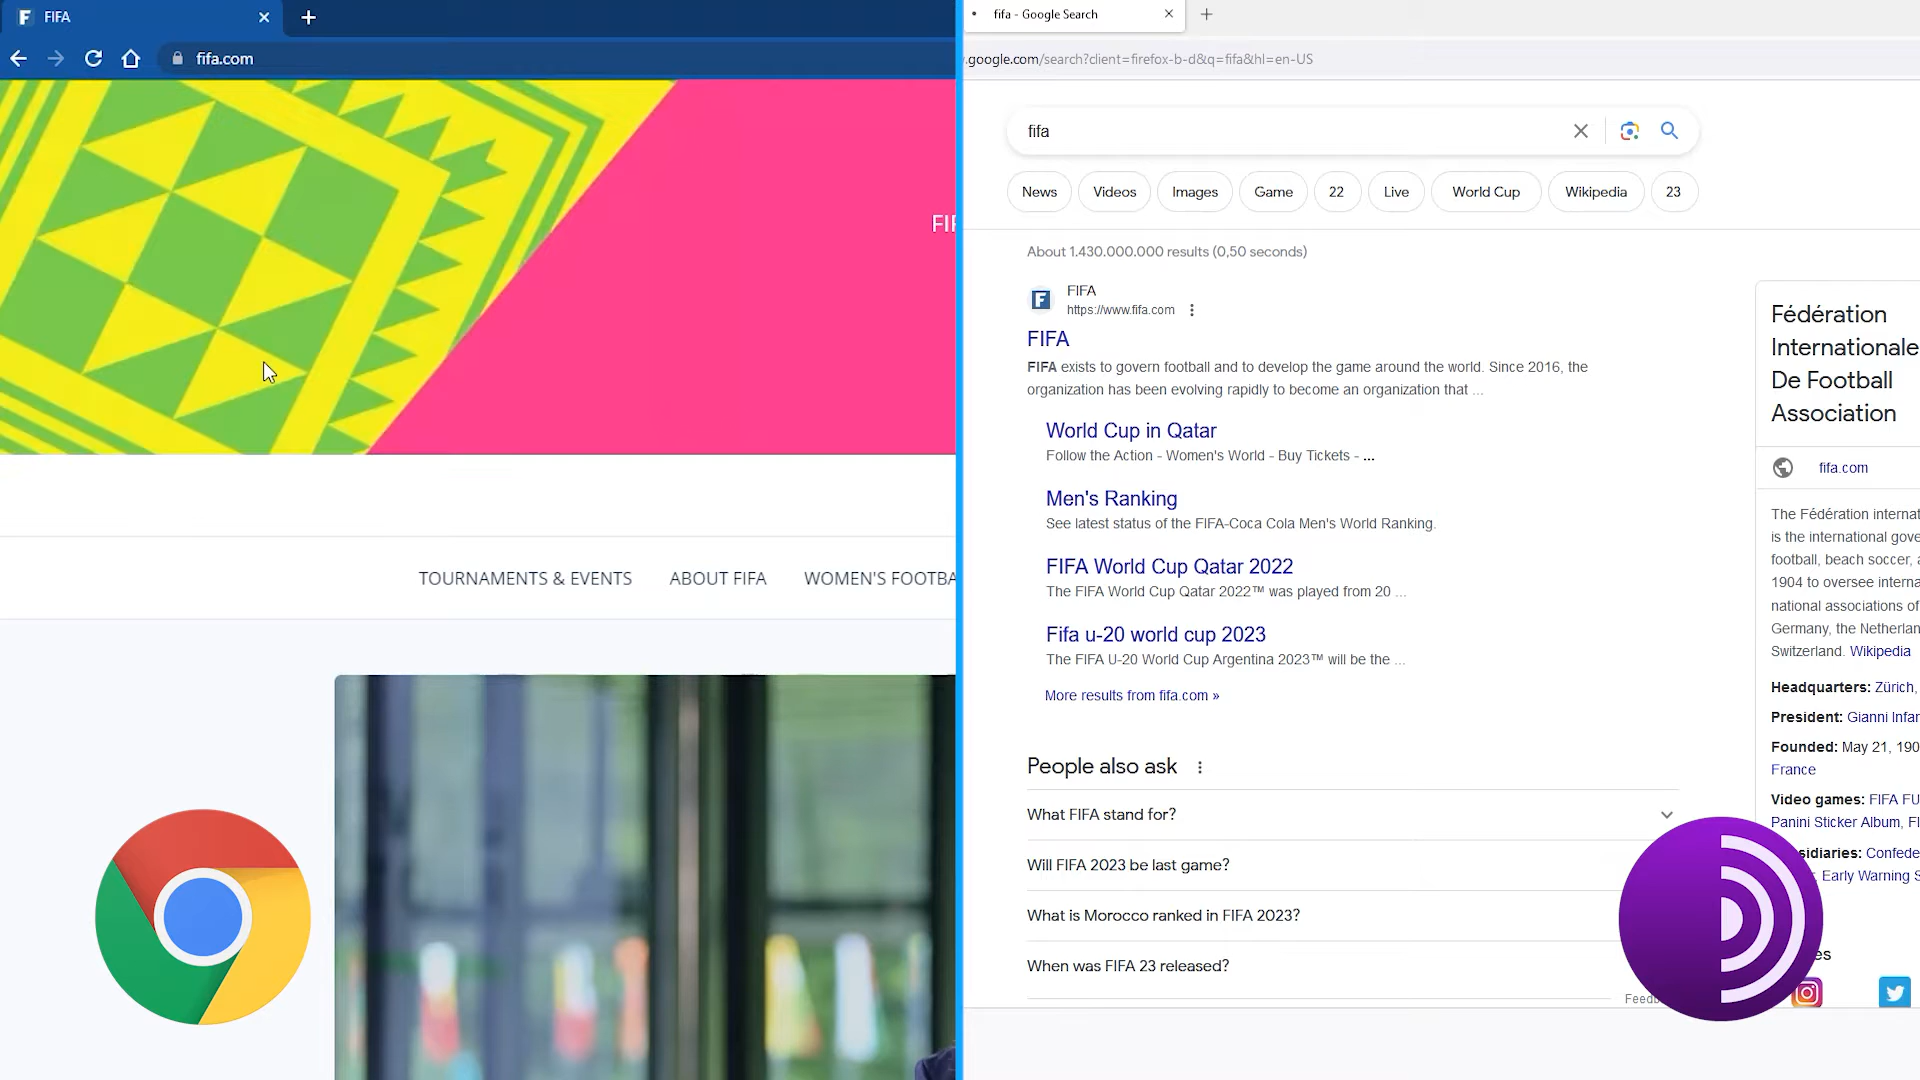 FIFA
fifa.com
FIF
TOURNAMENTS & EVENTS
ABOUT FIFA
WOMEN'S FOOTBA
fifa - Google Search
.google.com/search?client=firefox-b-d&q=fifa&hl=en-US
fifa
News
Videos
Images
Game
22
Live
World Cup
Wikipedia
23
About 1.430.000.000 results (0,50 seconds)
FIFA
https://www.fifa.com
FIFA
FIFA exists to govern football and to develop the game around the world. Since 2016, the
organization has been evolving rapidly to become an organization that ...
World Cup in Qatar
Follow the Action - Women's World - Buy Tickets - ...
Men's Ranking
See latest status of the FIFA-Coca Cola Men's World Ranking.
FIFA World Cup Qatar 2022
The FIFA World Cup Qatar 2022™ was played from 20 ...
Fifa u-20 world cup 2023
The FIFA U-20 World Cup Argentina 2023™ will be the ...
More results from fifa.com »
People also ask
What FIFA stand for?
Will FIFA 2023 be last game?
What is Morocco ranked in FIFA 2023?
When was FIFA 23 released?
Feedb
Fédération
Internationale
De Football
Association
fifa.com
The Fédération internat
is the international gove
football, beach soccer, a
1904 to oversee interna
national associations of
Germany, the Netherlan
Switzerland. Wikipedia
Headquarters: Zürich,
President: Gianni Infan
Founded: May 21, 190
France
Video games: FIFA FU
Panini Sticker Album, FI
sidiaries: Confede
, Early Warning S
es